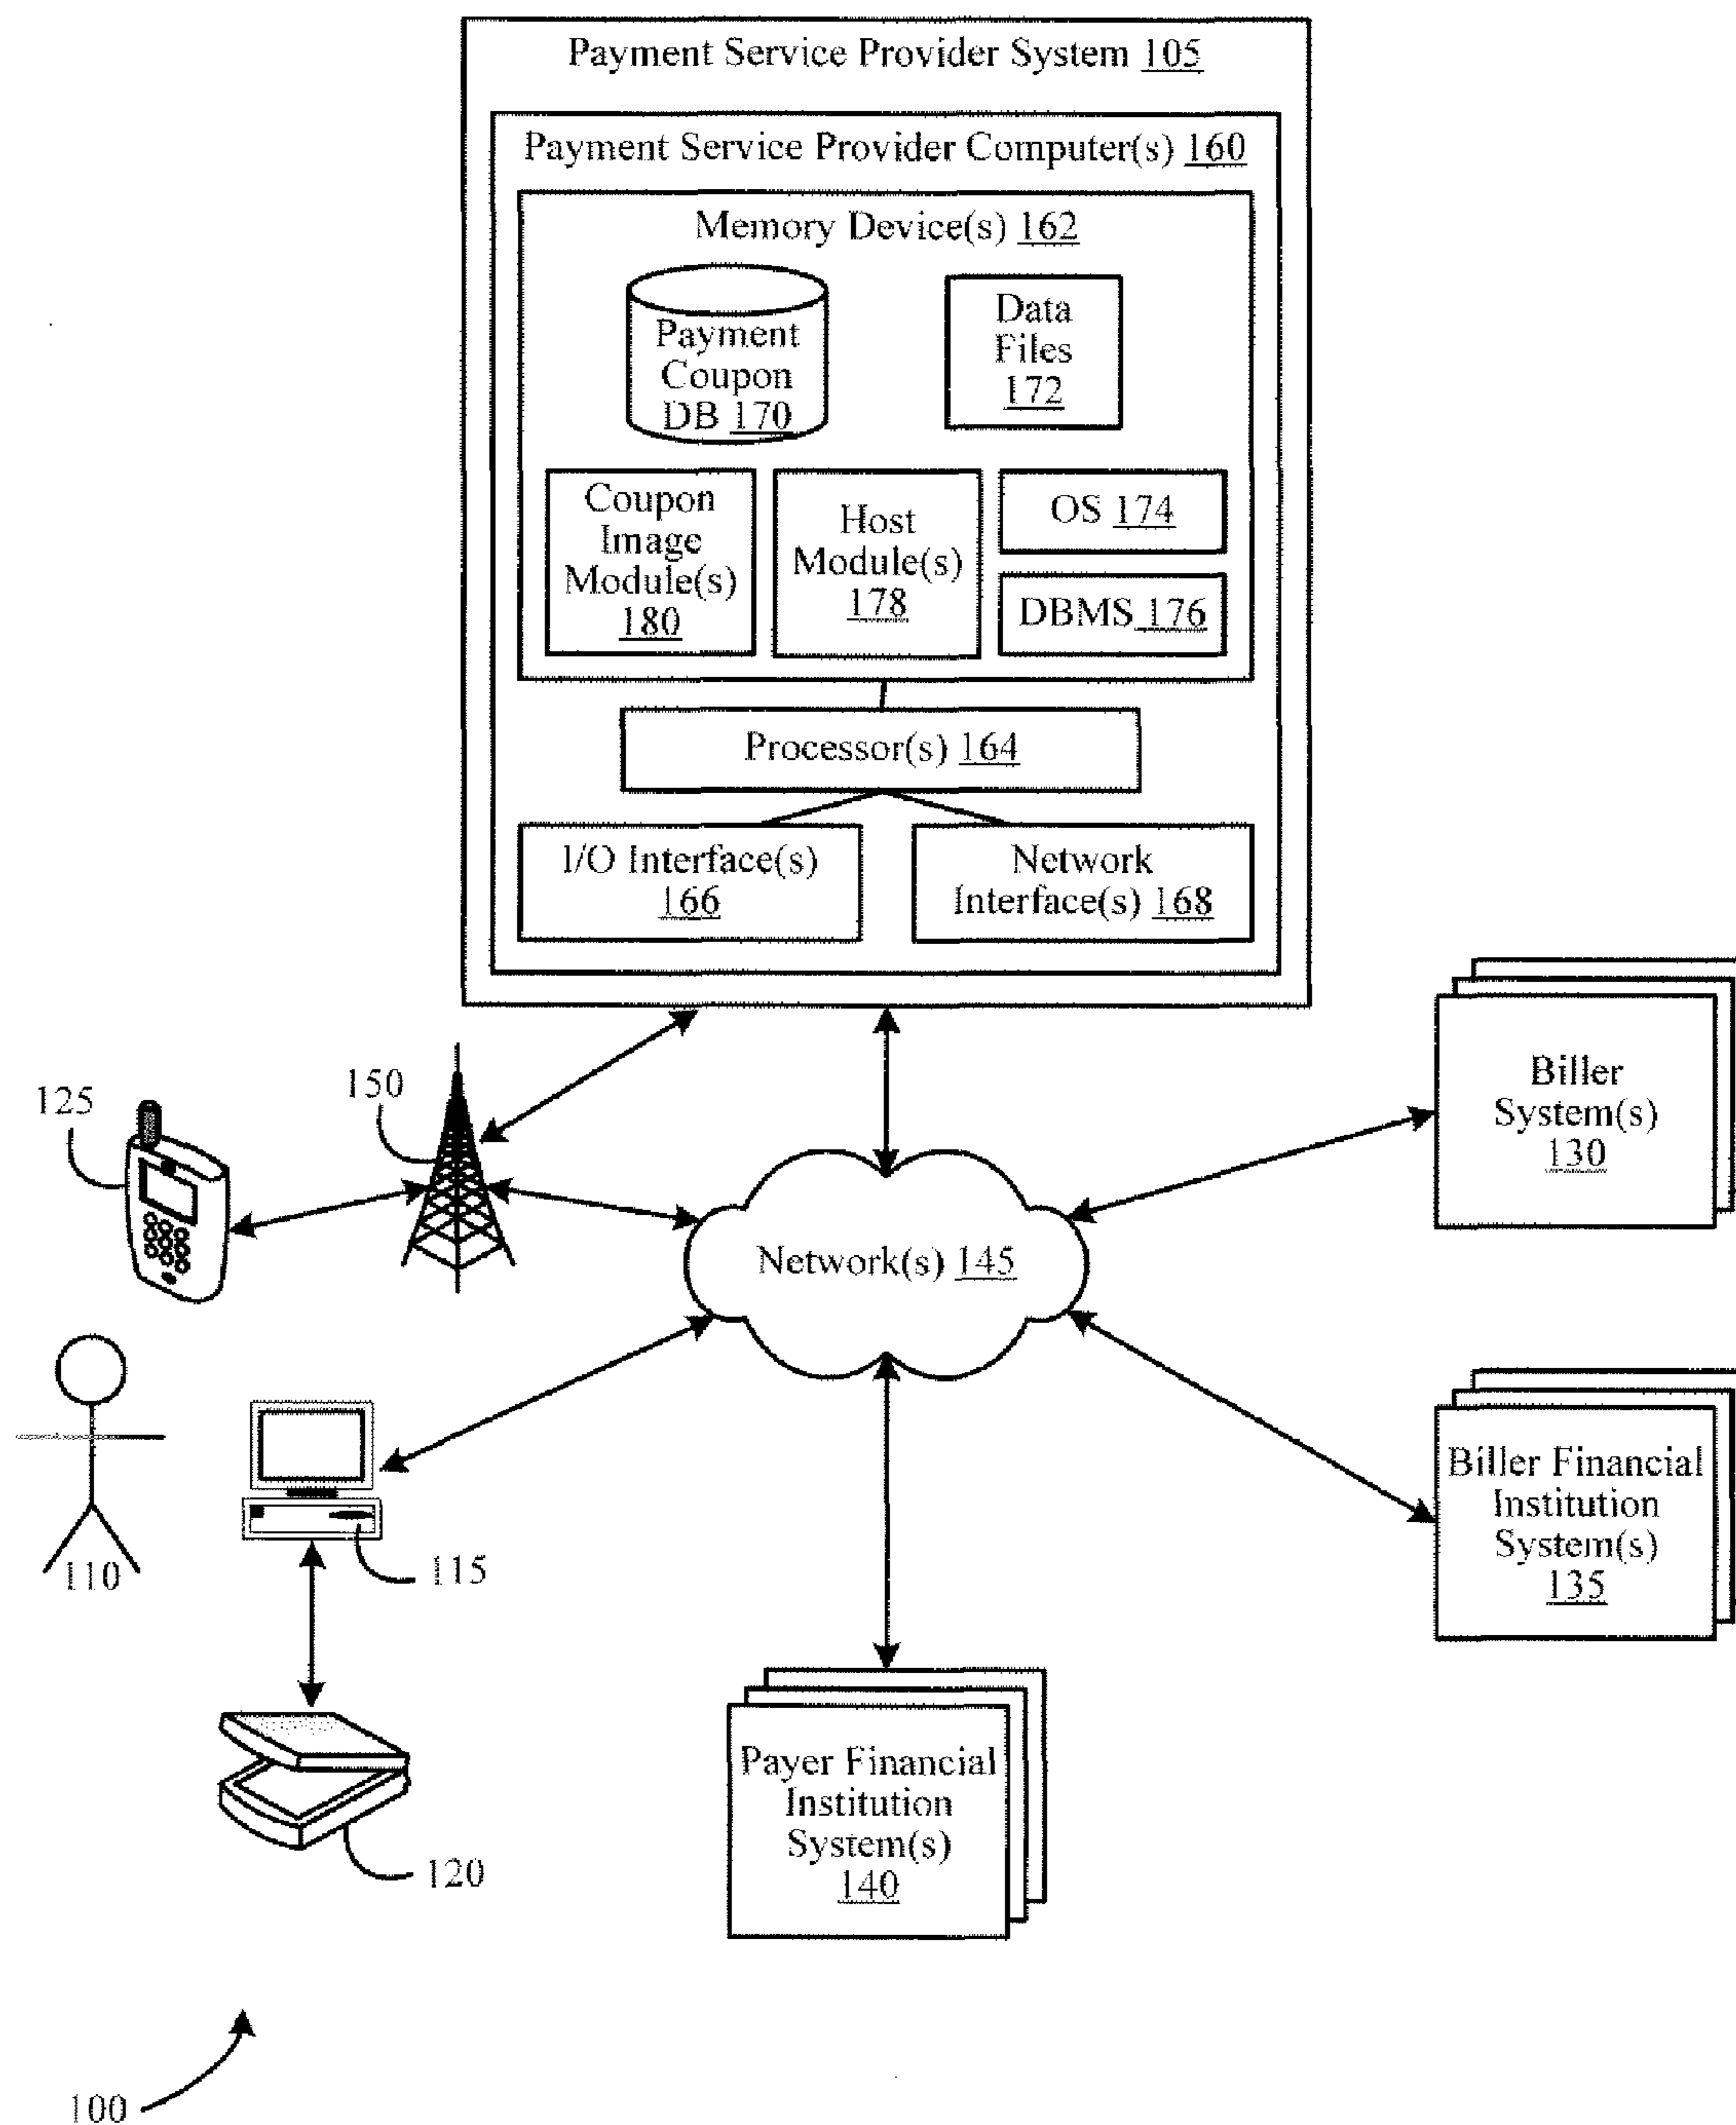 Payment Service Provider System 105
Payment Service Provider Computer(s) 160
Memory Device(s) 162
Payment
Coupon
DB 170
Data
Files
172
Coupon
Image
Module(s)
180
Host
Module(s)
178
OS 174
DBMS 176
Processor(s) 164
I/O Interface(s)
166
Network
Interface(s) 168
125
150
Biller
System(s)
130
Network(s) 145
110
115
120
Biller Financial
Institution
System(s)
135
Payer Financial
Institution
System(s)
140
100